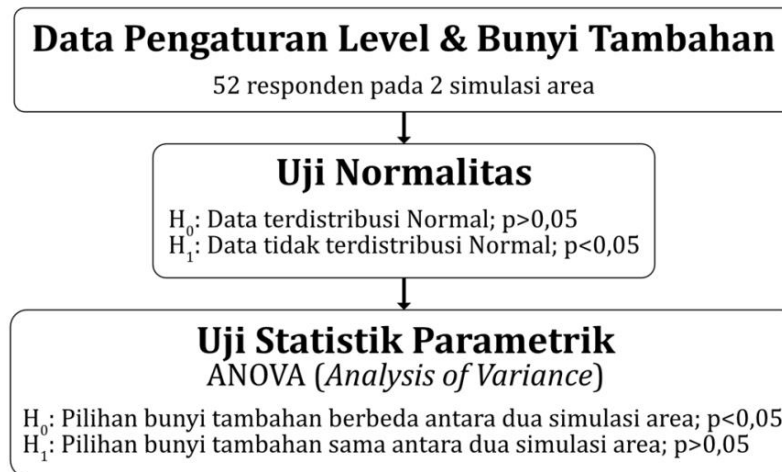 Data Pengaturan Level & Bunyi Tambahan
52 responden pada 2 simulasi area
Uji Normalitas
H₀: Data terdistribusi Normal; p>0,05
H₁: Data tidak terdistribusi Normal; p<0,05
Uji Statistik Parametrik
ANOVA (Analysis of Variance)
H₀: Pilihan bunyi tambahan berbeda antara dua simulasi area; p<0,05
H₁: Pilihan bunyi tambahan sama antara dua simulasi area; p>0,05